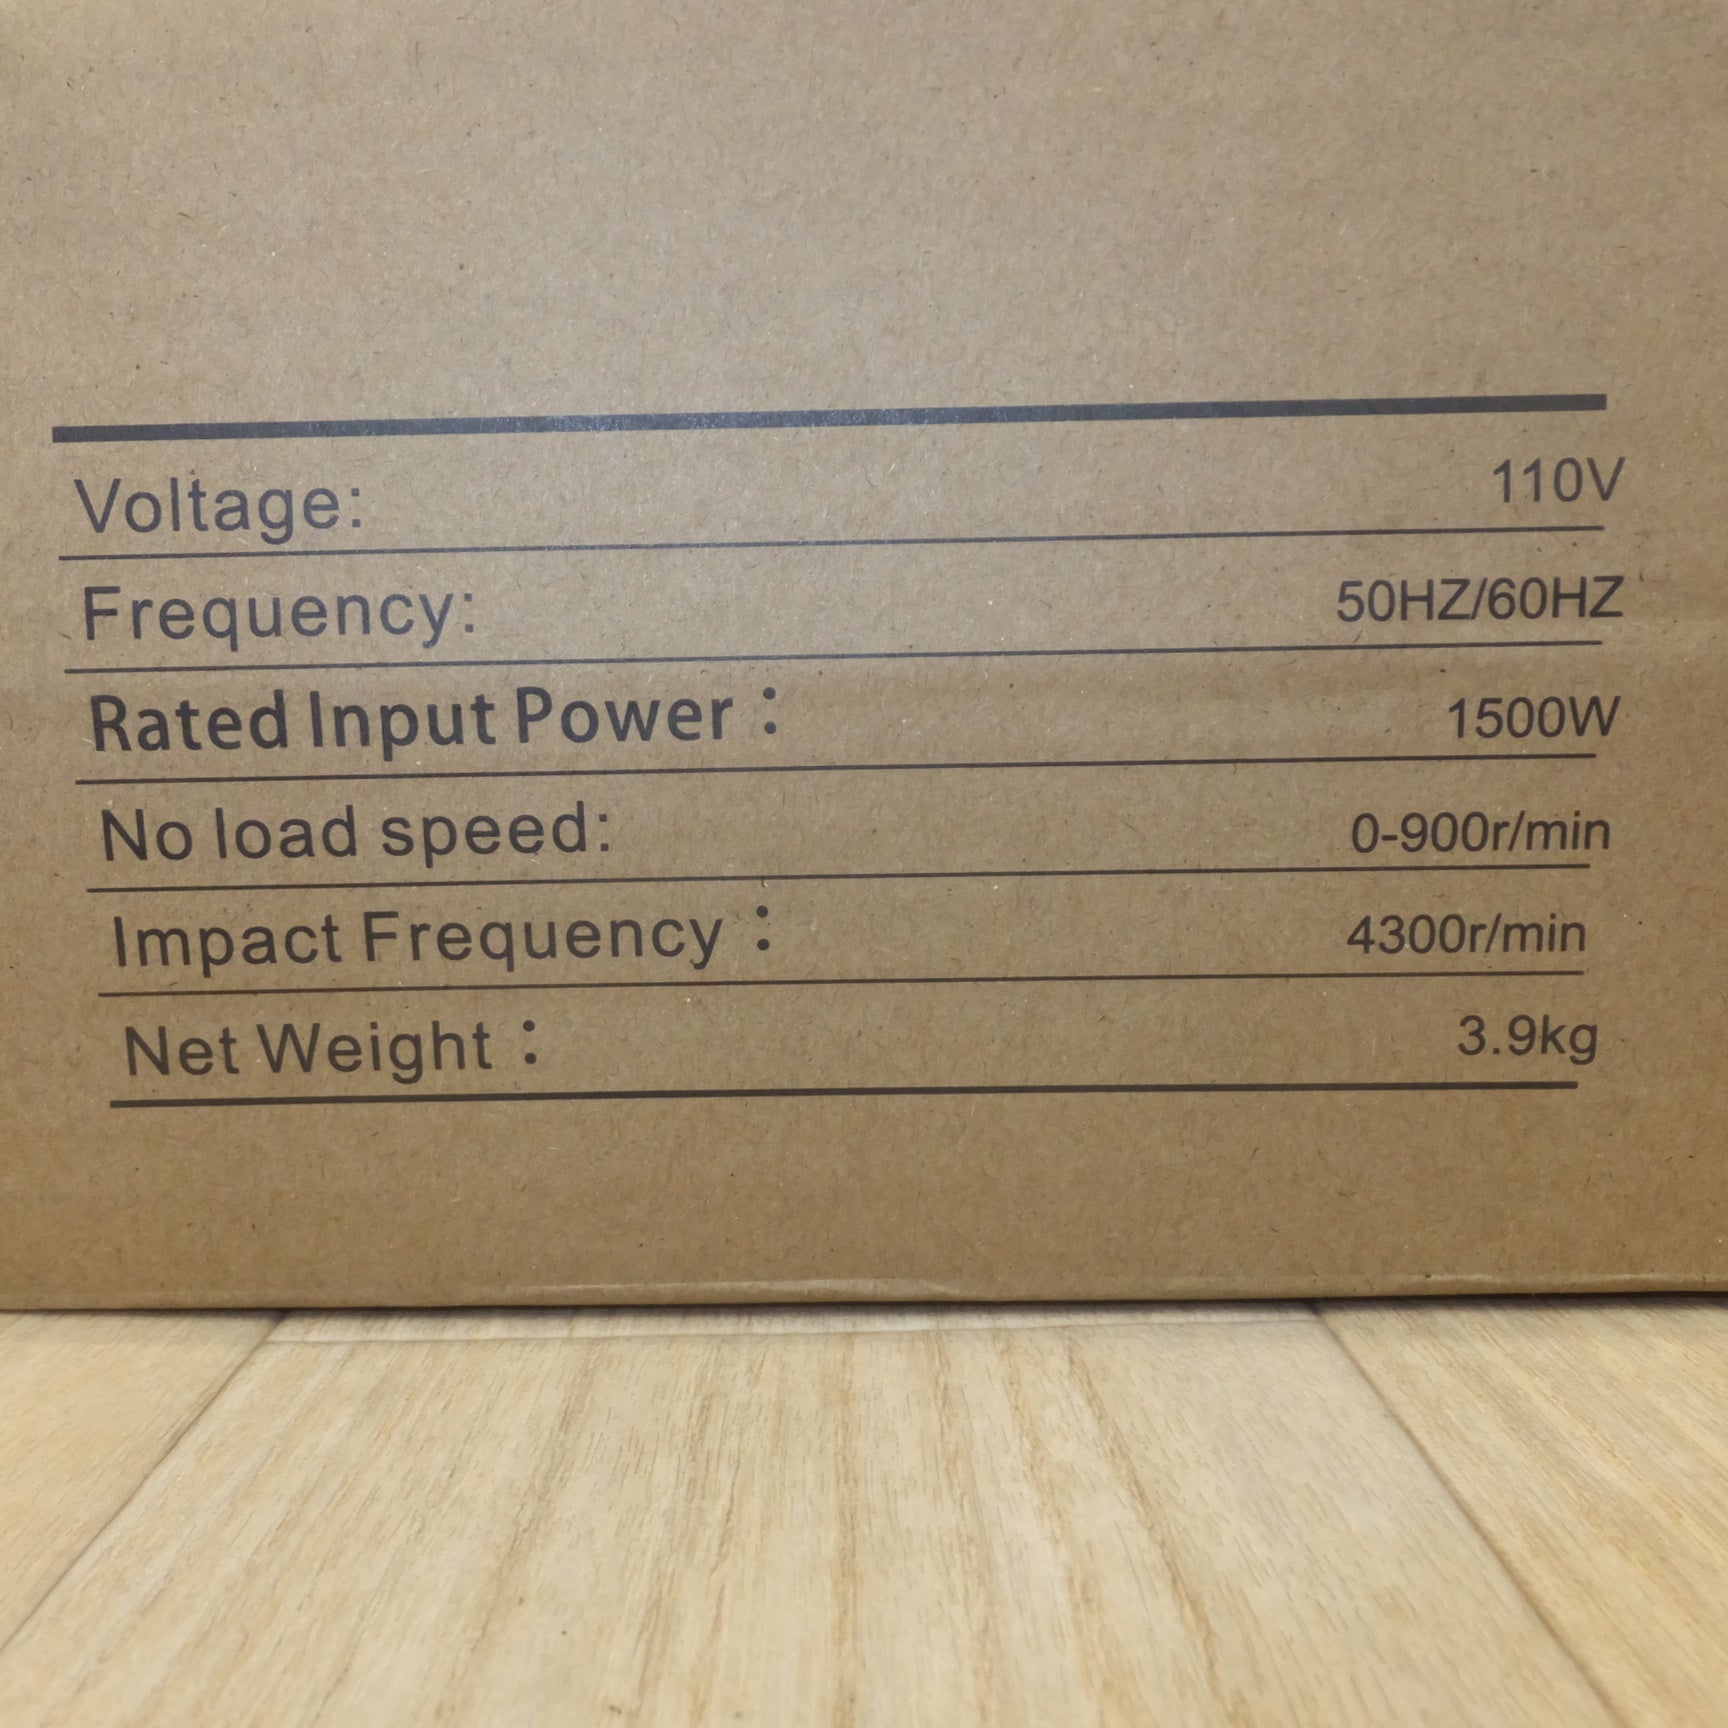 Voltage: 110V
Frequency: 50HZ/60HZ
Rated Input Power： 1500W
No load speed: 0-900r/min
Impact Frequency： 4300r/min
Net Weight： 3.9kg